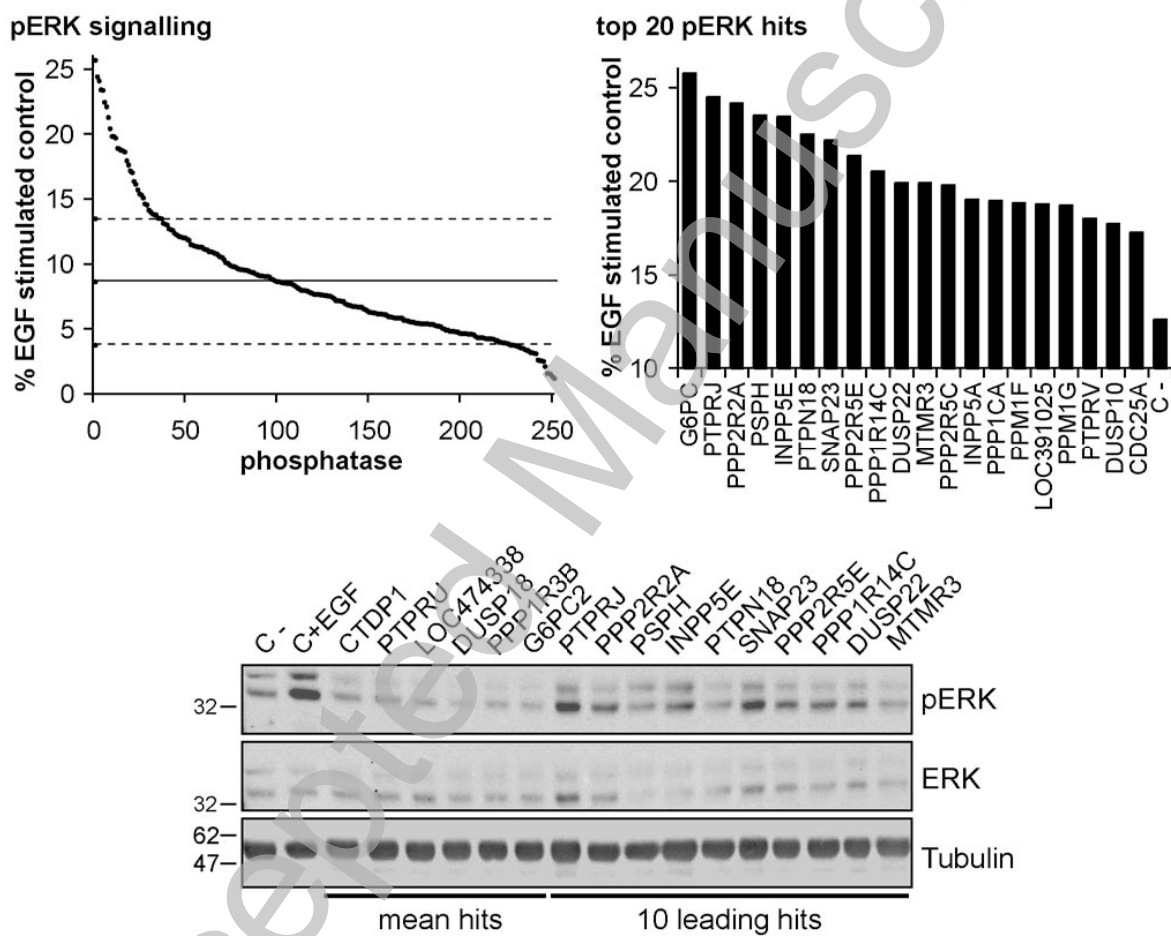 pERK signalling
% EGF stimulated control
25
20
15
10
5
0
0 50 100 150 200 250
phosphatase
top 20 pERK hits
% EGF stimulated control
25
20
15
10
G6PC
PTPRJ
PPP2R2A
PSPH
INPP5E
PTPN18
SNAP23
PPP2R5E
PPP1R14C
DUSP22
MTMR3
PPP2R5C
INPP5A
PPP1CA
PPM1F
LOC391025
PPM1G
PTPRV
DUSP10
CDC25A
C -
C -
C+EGF
CTDP1
PTPRU
LOC474338
DUSP18
PPP1R3B
G6PC2
PTPRJ
PPP2R2A
PSPH
INPP5E
PTPN18
SNAP23
PPP2R5E
PPP1R14C
DUSP22
MTMR3
32
pERK
32
ERK
62
47
Tubulin
mean hits
10 leading hits
epted Manusc